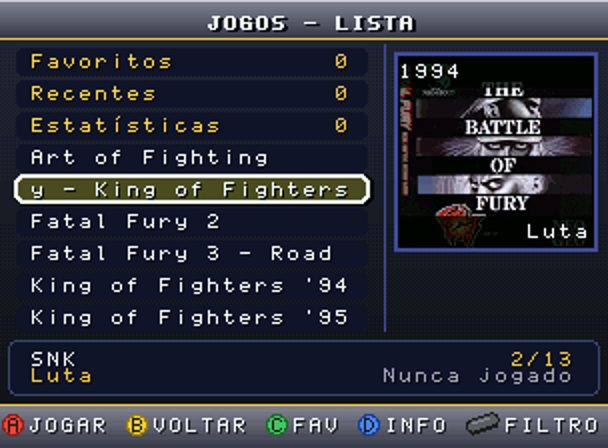 JOGOS - LISTA
Favoritos 0
Recentes 0
Estatísticas 0
Art of Fighting
y - King of Fighters
Fatal Fury 2
Fatal Fury 3 - Road
King of Fighters '94
King of Fighters '95
1994
THE
BATTLE
OF
FURY
Luta
SNK
Luta
2/13
Nunca jogado
A JOGAR B VOLTAR C FAV D INFO FILTRO